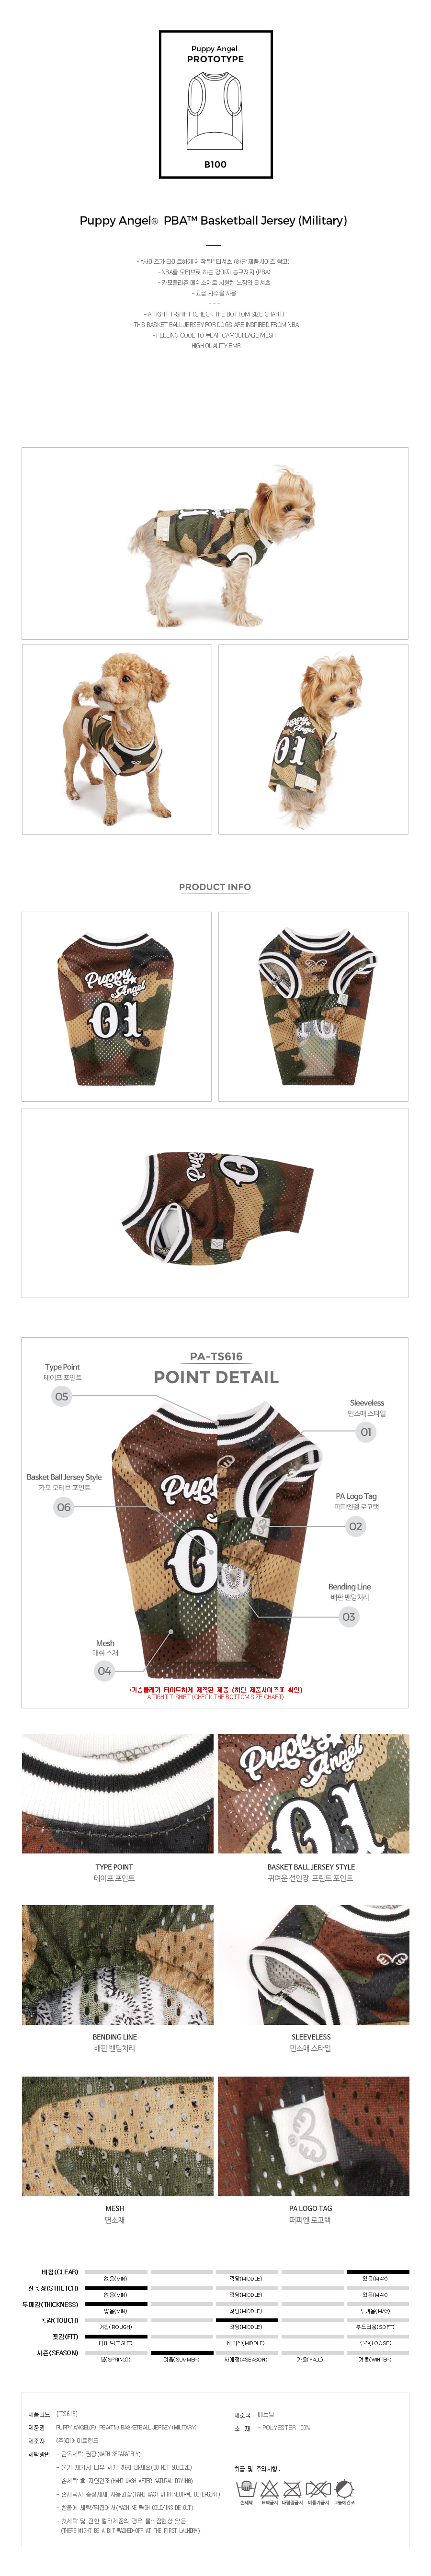 Puppy Angel
PROTOTYPE
B100
Puppy Angel® PBA™ Basketball Jersey (Military)
- "사이즈가 타이트하게 제작 된" 티셔츠 (하단 제품사이즈 참고)
- NBA를 모티브로 하는 강아지 농구져지 (PBA)
- 카모플라쥬 메쉬소재로 시원한 느낌의 티셔츠
- 고급 자수를 사용
- - -
- A TIGHT T-SHIRT (CHECK THE BOTTOM SIZE CHART)
- THIS BASKET BALL JERSEY FOR DOGS ARE INSPIRED FROM NBA
- FEELING COOL TO WEAR CAMOUFLAGE MESH
- HIGH QUALITY EMB
Puppy
Angel
01
PRODUCT INFO
Puppy
Angel
01
PA-TS616
POINT DETAIL
Type Point
테이프 포인트
05
Sleeveless
민소매 스타일
01
Basket Ball Jersey Style
카모 모티브 포인트
06
PA Logo Tag
퍼피엔젤 로고택
02
Bending Line
배판 밴딩처리
03
Mesh
메쉬 소재
04
*가슴둘레가 타이트하게 제작된 제품 (하단 제품사이즈표 확인)
A TIGHT T-SHIRT (CHECK THE BOTTOM SIZE CHART)
Puppy
Angel
TYPE POINT
테이프 포인트
BASKET BALL JERSEY STYLE
귀여운 선인장 프린트 포인트
BENDING LINE
배판 밴딩처리
SLEEVELESS
민소매 스타일
MESH
면소재
PA LOGO TAG
퍼피엔 로고택
비침(CLEAR)
없음(MIN) 적당(MIDDLE) 있음(MAX)
신축성(STRETCH)
없음(MIN) 적당(MIDDLE) 있음(MAX)
두께감(THICKNESS)
얇음(MIN) 적당(MIDDLE) 두꺼움(MAX)
촉감(TOUCH)
거침(ROUGH) 적당(MIDDLE) 부드러움(SOFT)
핏감(FIT)
타이트(TIGHT) 베이직(MIDDLE) 루즈(LOOSE)
시즌(SEASON)
봄(SPRING) 여름(SUMMER) 사계절(4SEASON) 가을(FALL) 겨울(WINTER)
제품코드 [TS616]
제품명 PUPPY ANGEL(R) PBA(TM) BASKETBALL JERSEY(MILITARY)
제조자 (주)오메이트랜드
세탁방법 - 단독세탁 권장(WASH SEPARATELY)
- 물기 제거시 너무 세게 짜지 마세요(DO NOT SQUEEZE)
- 손세탁 후 자연건조(HAND WASH AFTER NATURAL DRYING)
- 손세탁시 중성세제 사용권장(HAND WASH WITH NEUTRAL DETERGENT)
- 찬물에 세탁/뒤집어서(MACHINE WASH COLD/INSIDE OUT)
- 첫세탁 및 진한 컬러제품의 경우 물빠짐현상 있음
(THERE MIGHT BE A BIT WASHED-OFF AT THE FIRST LAUNDRY)
제조국 베트남
소 재 - POLYESTER 100%
취급 및 주의사항.
손세탁 표백금지 다림질금지 비틀기금지 그늘에건조